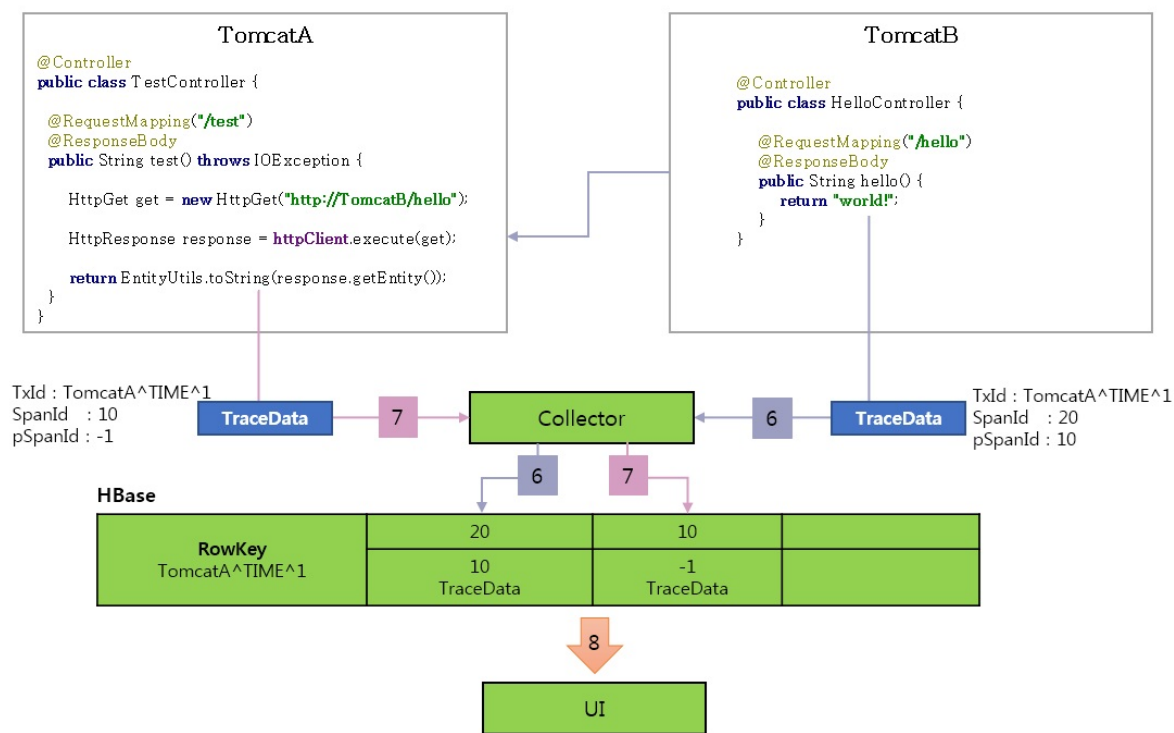 TomcatA
@Controller
public class TestController {
@RequestMapping("/test")
@ResponseBody
public String test() throws IOException {
HttpGet get = new HttpGet("http://TomcatB/hello");
HttpResponse response = httpClient.execute(get);
return EntityUtils.toString(response.getEntity());
}
}
TomcatB
@Controller
public class HelloController {
@RequestMapping("/hello")
@ResponseBody
public String hello() {
return "world!";
}
}
TxId : TomcatA^TIME^1
SpanId : 10
pSpanId : -1
TraceData
7
Collector
6
TraceData
TxId : TomcatA^TIME^1
SpanId : 20
pSpanId : 10
6
7
HBase
RowKey
TomcatA^TIME^1
20
10
10
TraceData
-1
TraceData
8
UI